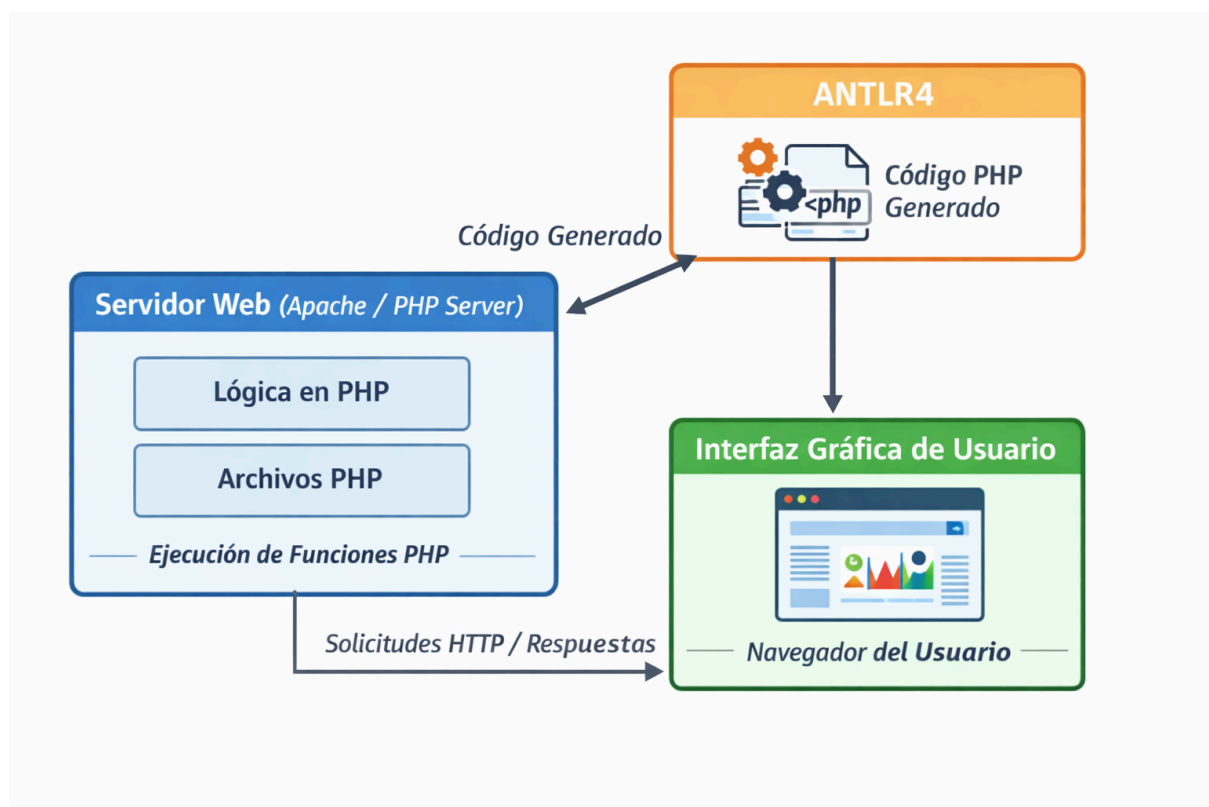 ANTLR4
<php
Código PHP
Generado
Código Generado
Servidor Web (Apache / PHP Server)
Lógica en PHP
Archivos PHP
Ejecución de Funciones PHP
Interfaz Gráfica de Usuario
Solicitudes HTTP / Respuestas
Navegador del Usuario